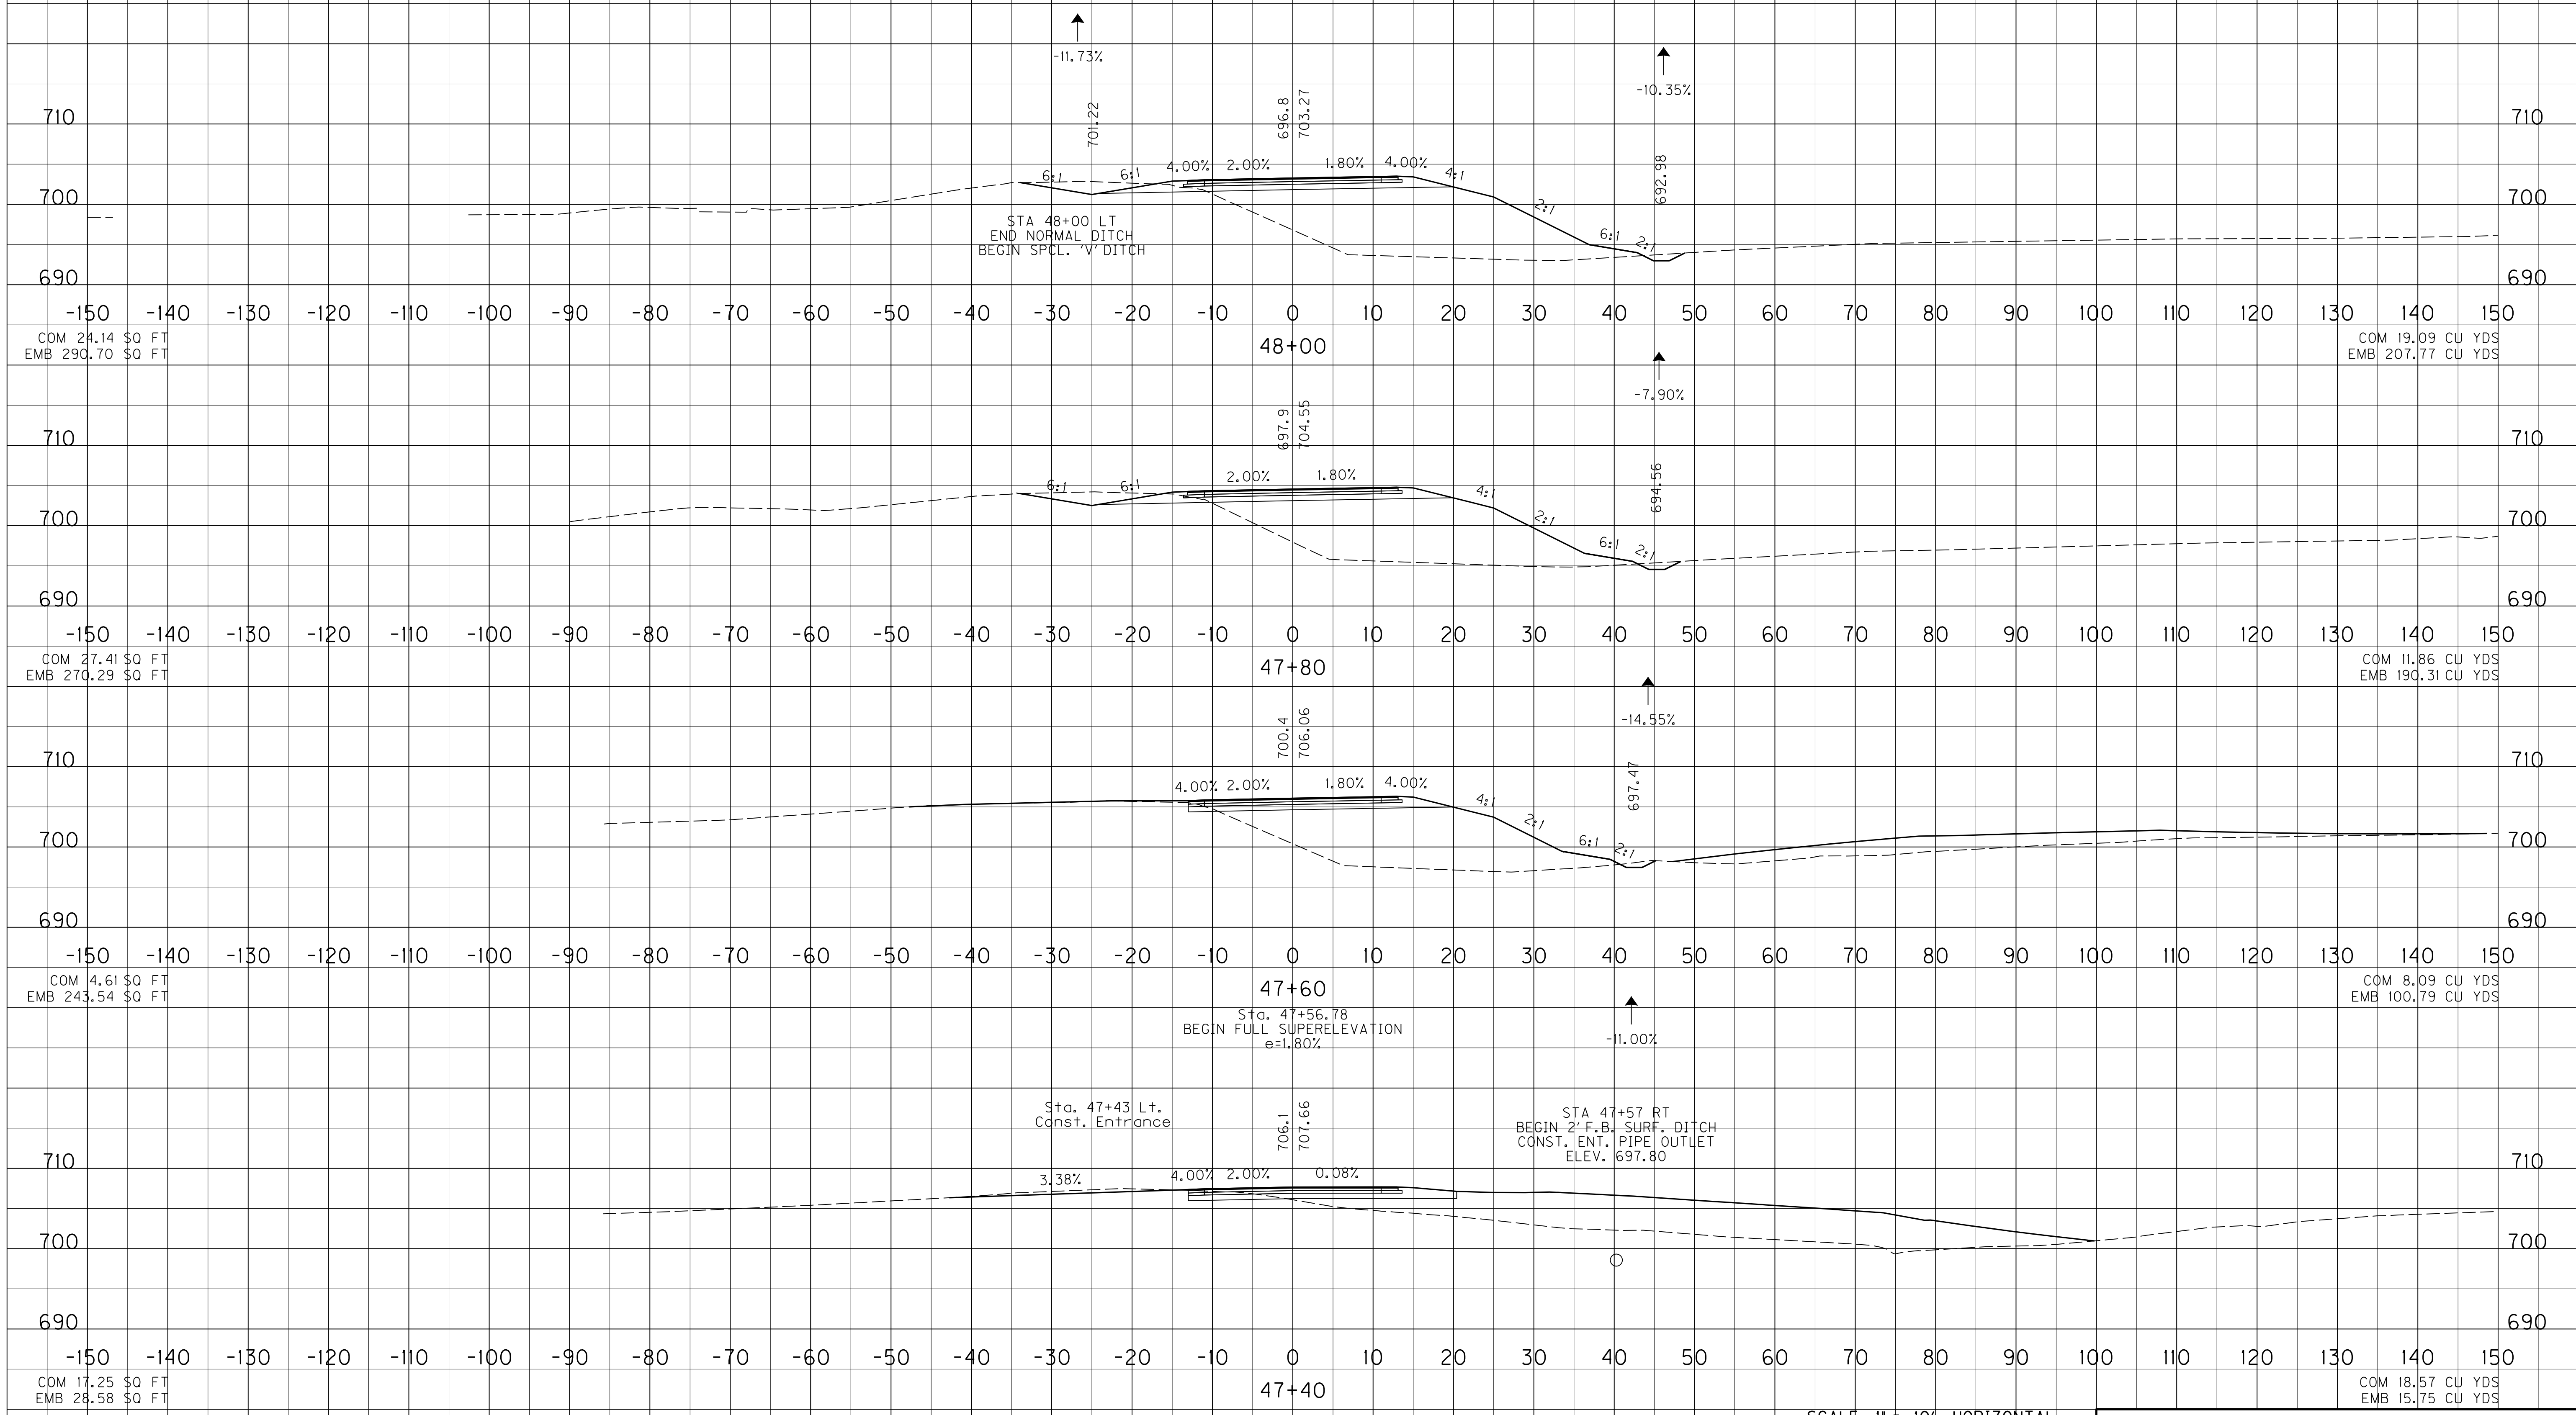 -11.73%
-10.35%
701.22
696.8
703.27
692.98
710 710
4.00% 2.00% 1.80% 4.00%
6:1 6:1 4:1
700 700
2:1
6:1 2:1
STA 48+00 LT
END NORMAL DITCH
BEGIN SPCL. 'V' DITCH
690 690
-150 -140 -130 -120 -110 -100 -90 -80 -70 -60 -50 -40 -30 -20 -10 0 10 20 30 40 50 60 70 80 90 100 110 120 130 140 150
COM 24.14 SQ FT
EMB 290.70 SQ FT
48+00
COM 19.09 CU YDS
EMB 207.77 CU YDS
-7.90%
697.9
704.55
694.56
710 710
2.00% 1.80%
6:1 6:1 4:1
700 700
2:1
6:1 2:1
690 690
-150 -140 -130 -120 -110 -100 -90 -80 -70 -60 -50 -40 -30 -20 -10 0 10 20 30 40 50 60 70 80 90 100 110 120 130 140 150
COM 27.41 SQ FT
EMB 270.29 SQ FT
47+80
COM 11.86 CU YDS
EMB 190.31 CU YDS
-14.55%
700.4
706.06
697.47
710 710
4.00% 2.00% 1.80% 4.00%
4:1
2:1
700 700
6:1 2:1
690 690
-150 -140 -130 -120 -110 -100 -90 -80 -70 -60 -50 -40 -30 -20 -10 0 10 20 30 40 50 60 70 80 90 100 110 120 130 140 150
COM 4.61 SQ FT
EMB 243.54 SQ FT
47+60
COM 8.09 CU YDS
EMB 100.79 CU YDS
Sta. 47+56.78
BEGIN FULL SUPERELEVATION
e=1.80%
-11.00%
Sta. 47+43 Lt.
Const. Entrance
706.1
707.66
STA 47+57 RT
BEGIN 2' F.B. SURF. DITCH
CONST. ENT. PIPE OUTLET
ELEV. 697.80
710 710
3.38% 4.00% 2.00% 0.08%
700 700
690 690
-150 -140 -130 -120 -110 -100 -90 -80 -70 -60 -50 -40 -30 -20 -10 0 10 20 30 40 50 60 70 80 90 100 110 120 130 140 150
COM 17.25 SQ FT
EMB 28.58 SQ FT
47+40
COM 18.57 CU YDS
EMB 15.75 CU YDS